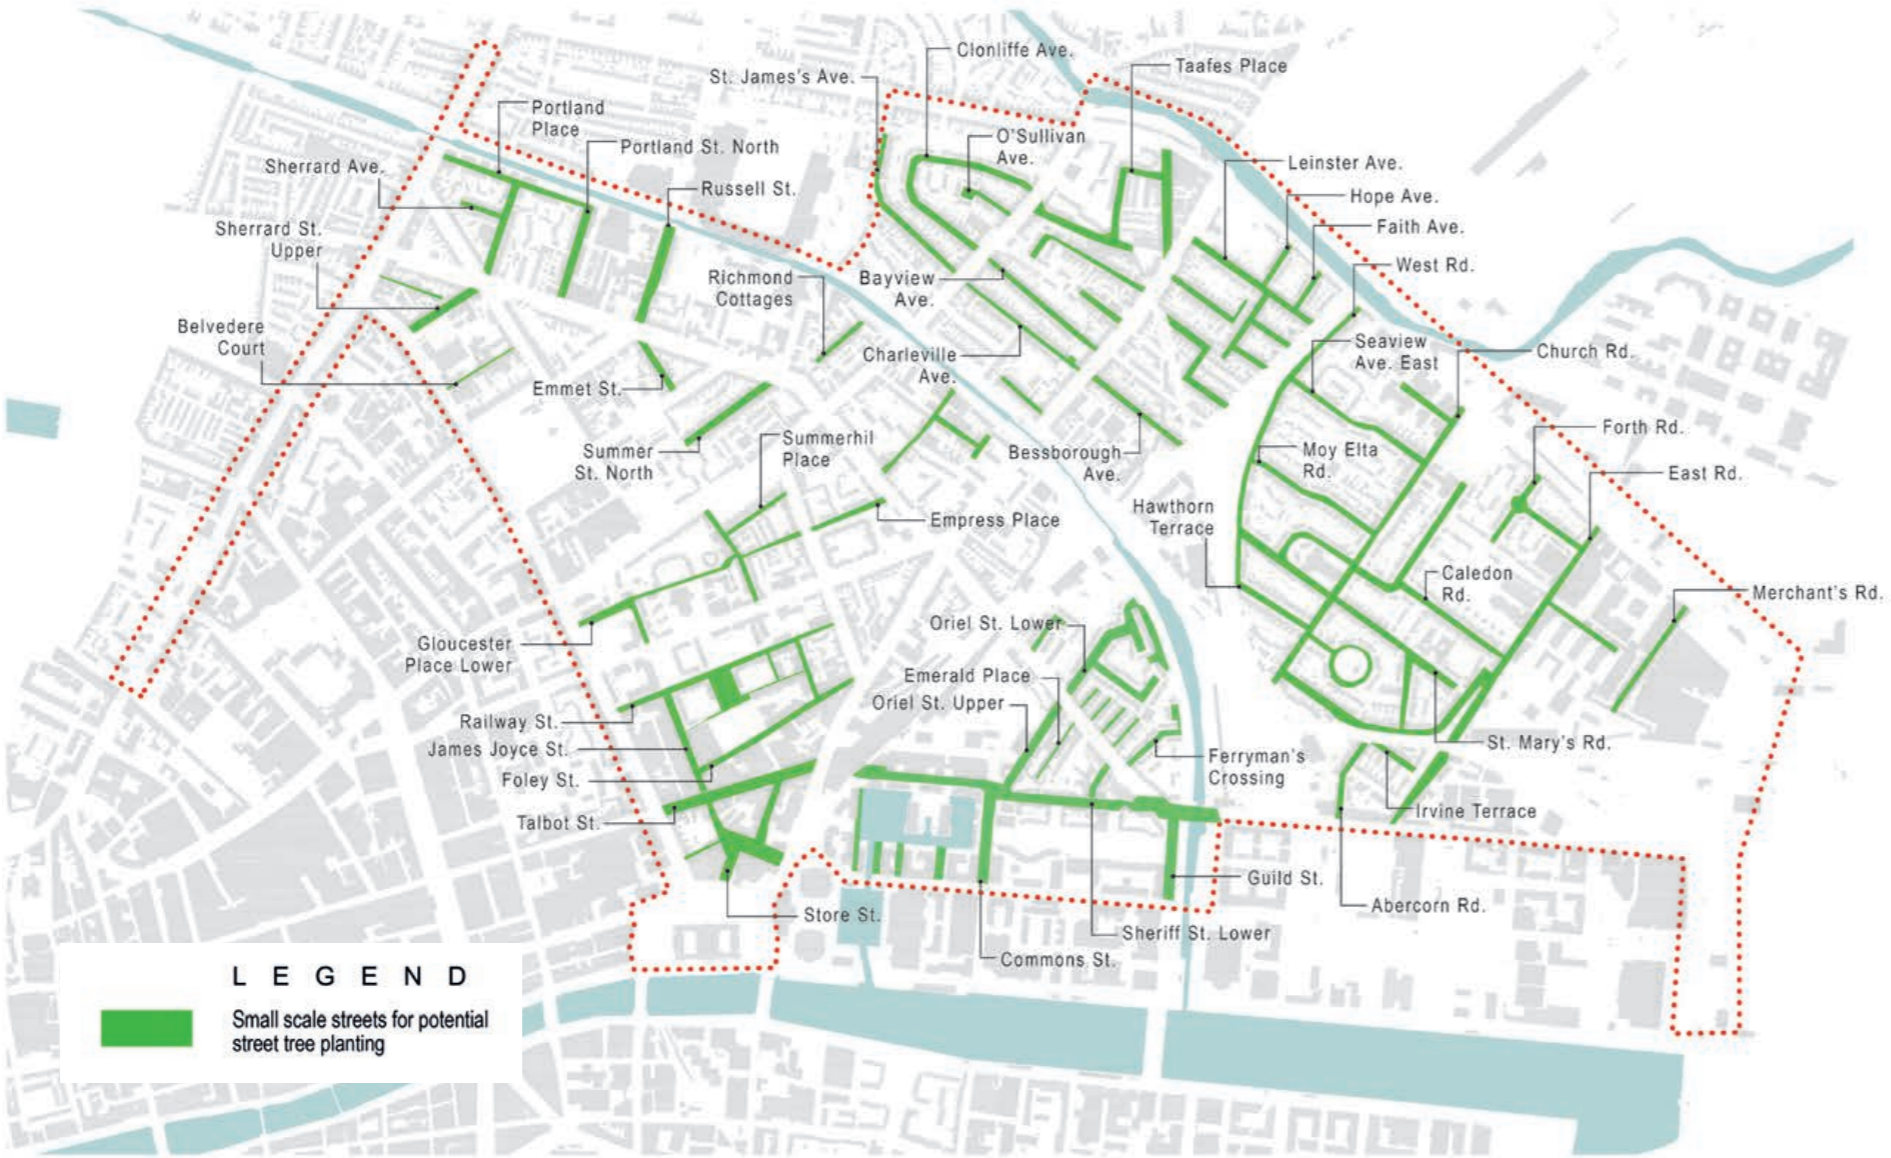 Clonliffe Ave.
St. James's Ave.
Taafes Place
Portland
Place
O'Sullivan
Ave.
Portland St. North
Sherrard Ave.
Leinster Ave.
Russell St.
Hope Ave.
Sherrard St.
Upper
Faith Ave.
West Rd.
Richmond
Cottages
Bayview
Ave.
Belvedere
Court
Seaview
Ave. East
Church Rd.
Charleville
Ave.
Emmet St.
Forth Rd.
Summer
St. North
Summerhil
Place
Bessborough
Ave.
Moy Elta
Rd.
East Rd.
Hawthorn
Terrace
Empress Place
Caledon
Rd.
Merchant's Rd.
Oriel St. Lower
Gloucester
Place Lower
Emerald Place
Oriel St. Upper
Railway St.
James Joyce St.
St. Mary's Rd.
Ferryman's
Crossing
Foley St.
Talbot St.
Irvine Terrace
Guild St.
Abercorn Rd.
Store St.
Sheriff St. Lower
Commons St.
LEGEND
Small scale streets for potential
street tree planting